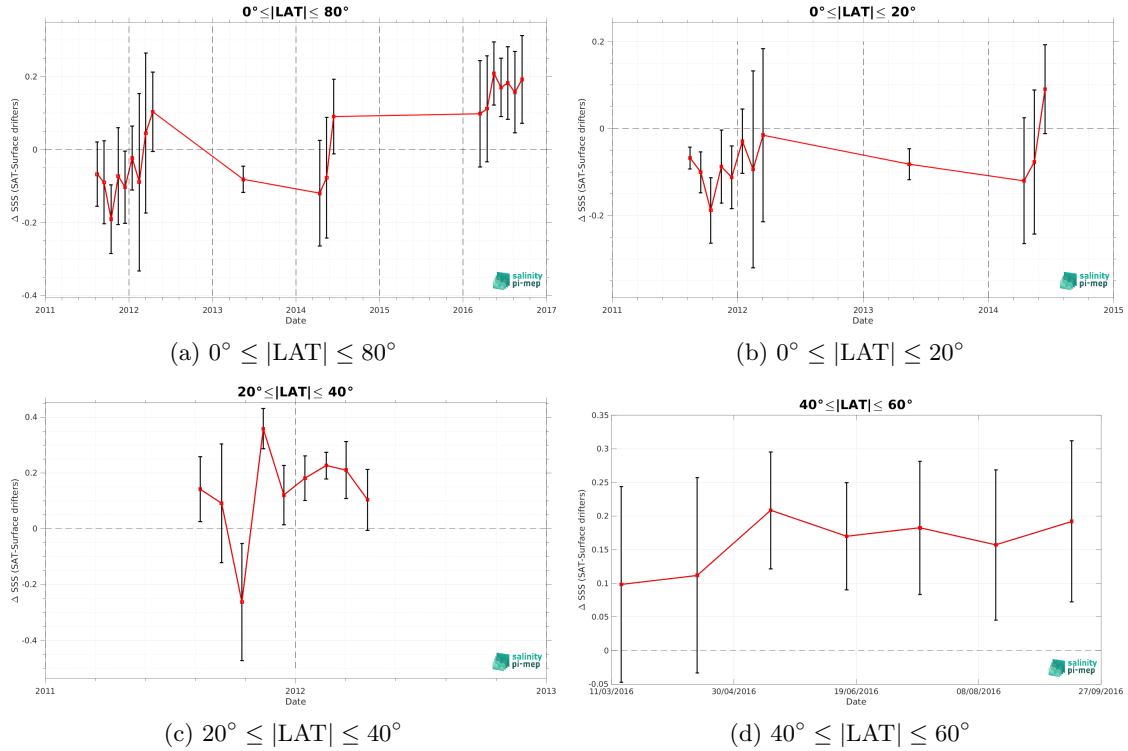 0°≤|LAT|≤ 80°
Δ SSS (SAT-Surface drifters)
0.2
0
-0.2
-0.4
2011
2012
2013
2014
2015
2016
2017
Date
salinity
pi-mep
(a) 0° ≤ |LAT| ≤ 80°
0°≤|LAT|≤ 20°
Δ SSS (SAT-Surface drifters)
0.2
0
-0.2
2011
2012
2013
2014
2015
Date
salinity
pi-mep
(b) 0° ≤ |LAT| ≤ 20°
20°≤|LAT|≤ 40°
Δ SSS (SAT-Surface drifters)
0.4
0.2
0
-0.2
-0.4
2011
2012
2013
Date
salinity
pi-mep
(c) 20° ≤ |LAT| ≤ 40°
40°≤|LAT|≤ 60°
Δ SSS (SAT-Surface drifters)
0.35
0.3
0.25
0.2
0.15
0.1
0.05
0
-0.05
11/03/2016
30/04/2016
19/06/2016
08/08/2016
27/09/2016
Date
salinity
pi-mep
(d) 40° ≤ |LAT| ≤ 60°